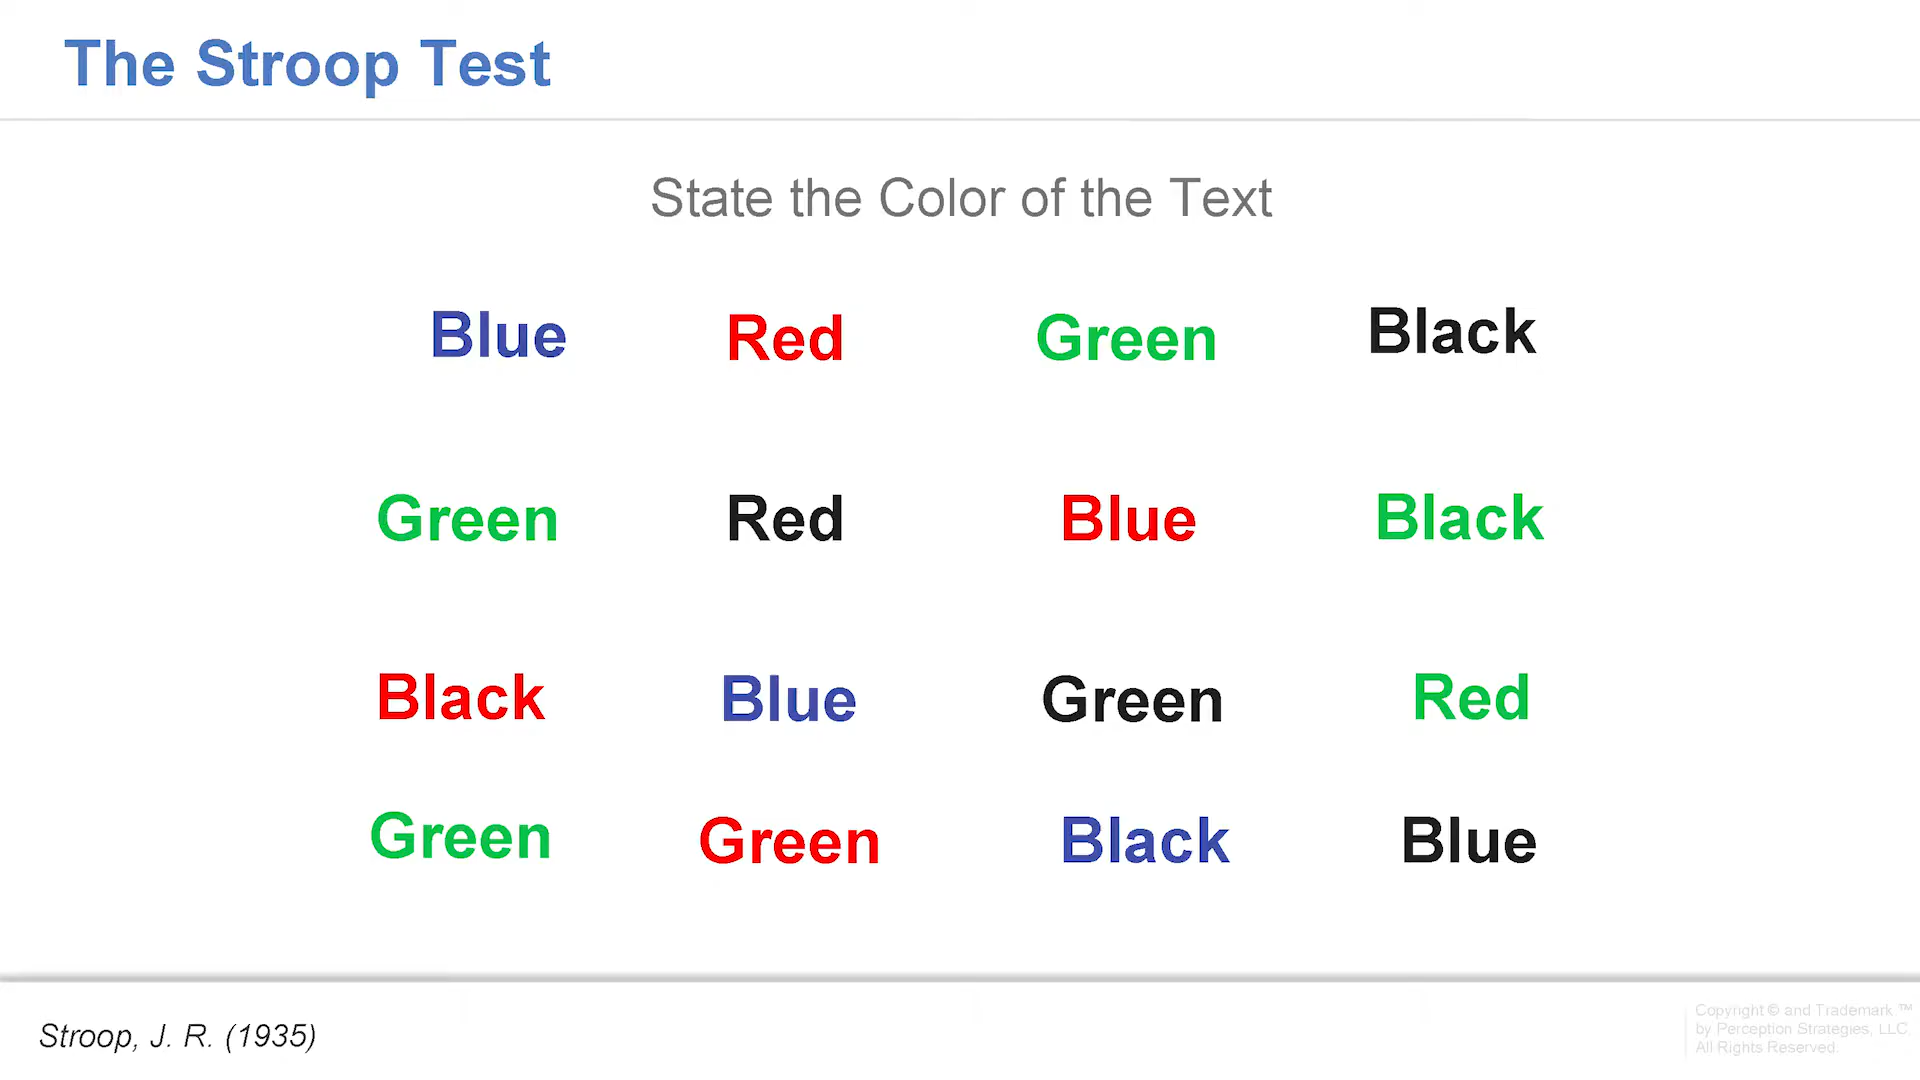 The Stroop Test
State the Color of the Text
Blue Red Green Black
Green Red Blue Black
Black Blue Green Red
Green Green Black Blue
Stroop, J. R. (1935)
Copyright © and Trademark ™
by Perception Strategies, LLC.
All Rights Reserved.